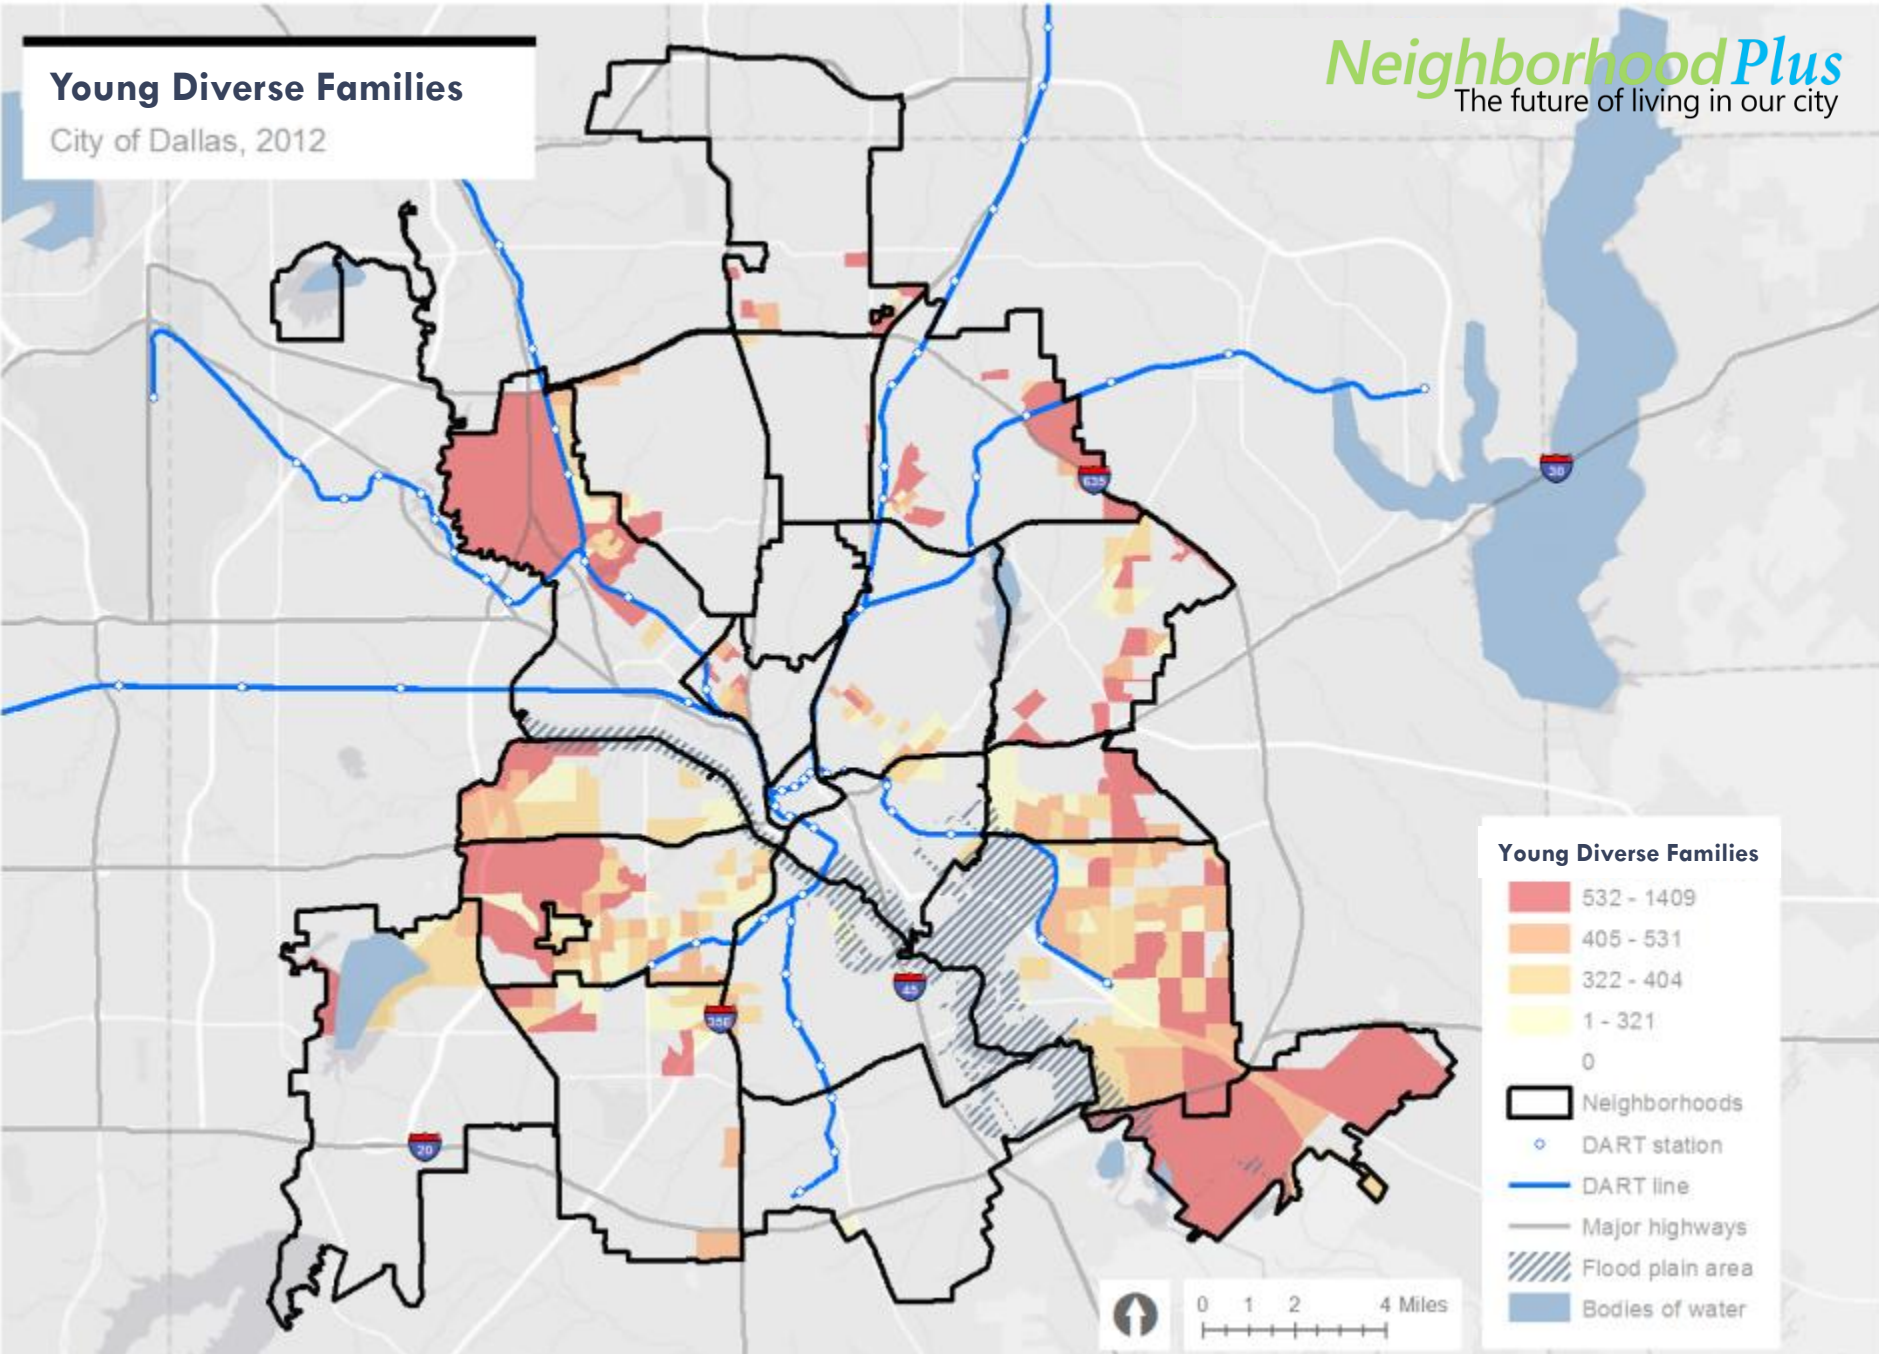 Young Diverse Families
City of Dallas, 2012
Neighborhood Plus
The future of living in our city
30
635
45
35E
20
Young Diverse Families
532 - 1409
405 - 531
322 - 404
1 - 321
0
Neighborhoods
DART station
DART line
Major highways
Flood plain area
Bodies of water
0 1 2 4 Miles